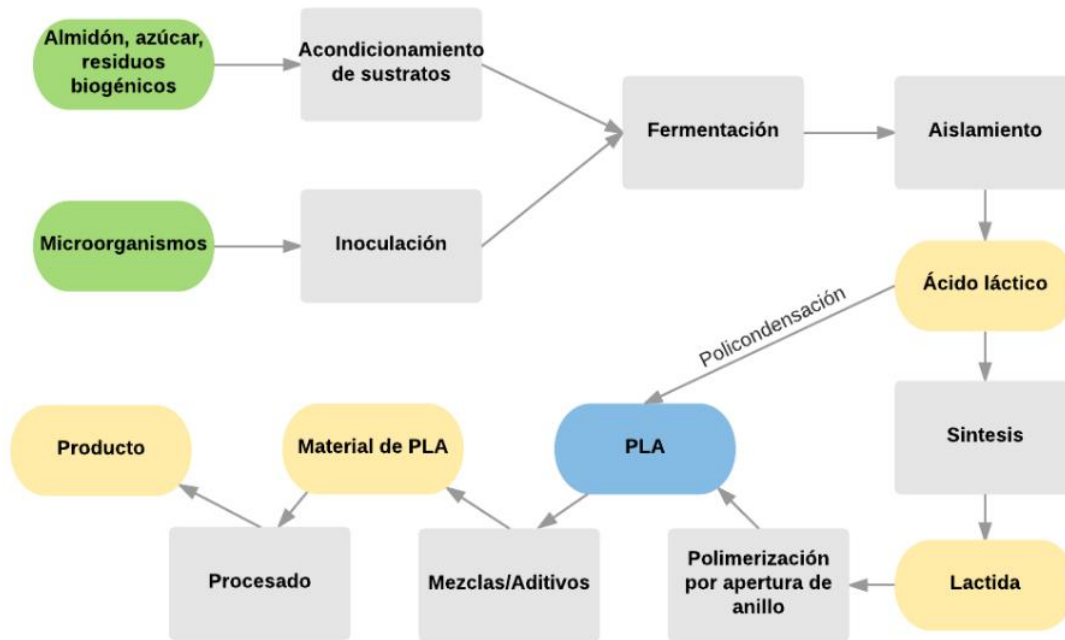 Almidón, azúcar,
residuos
biogénicos
Acondicionamiento
de sustratos
Fermentación
Aislamiento
Microorganismos
Inoculación
Ácido láctico
Policondensación
Sintesis
Producto
Material de PLA
PLA
Procesado
Mezclas/Aditivos
Polimerización
por apertura de
anillo
Lactida